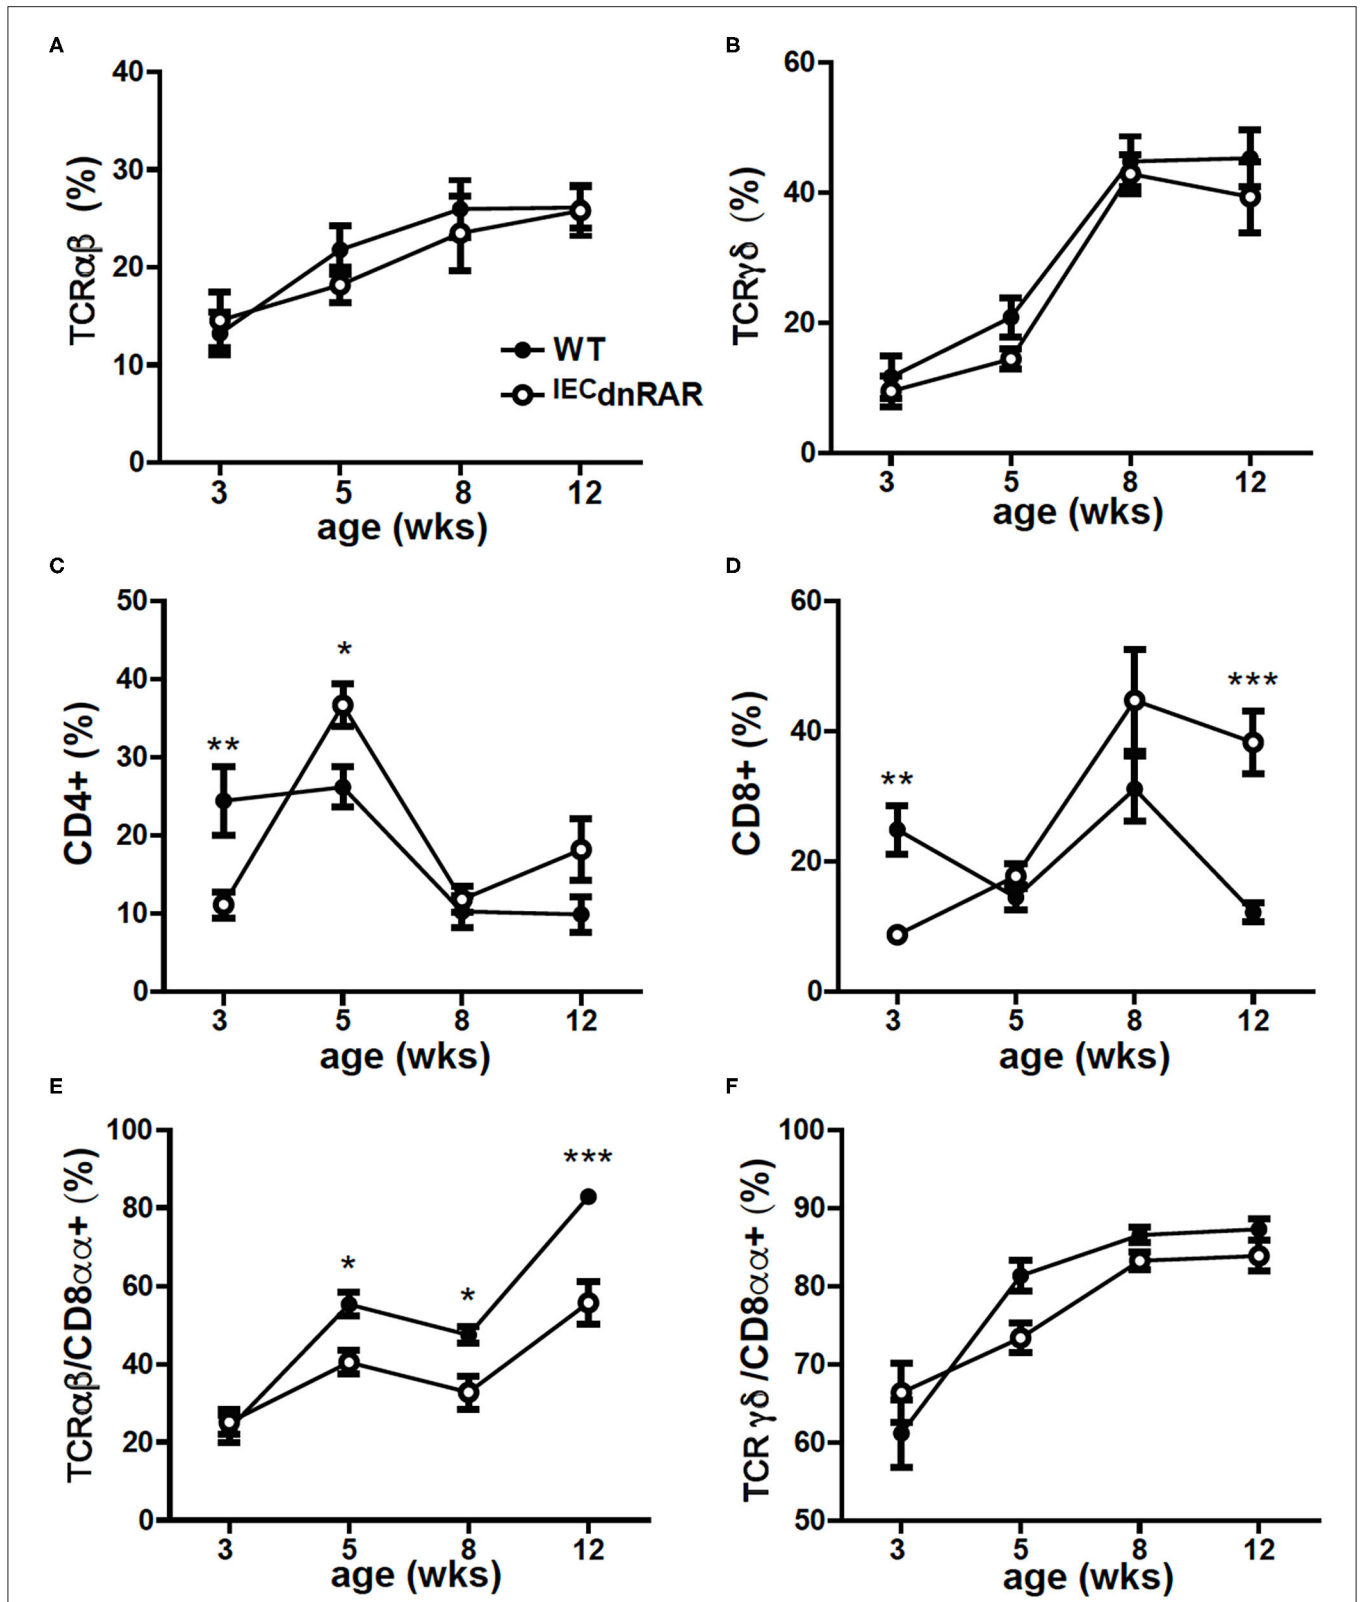 A
40
30
20
10
0
TCRαβ (%)
WT
IECdnRAR
3 5 8 12
age (wks)
B
60
40
20
0
TCRγδ (%)
3 5 8 12
age (wks)
C
50
40
30
20
10
0
CD4+ (%)
**
*
3 5 8 12
age (wks)
D
60
40
20
0
CD8+ (%)
**
***
3 5 8 12
age (wks)
E
100
80
60
40
20
0
TCRαβ/CD8αα+ (%)
*
*
***
3 5 8 12
age (wks)
F
100
90
80
70
60
50
TCR γδ /CD8αα+ (%)
3 5 8 12
age (wks)